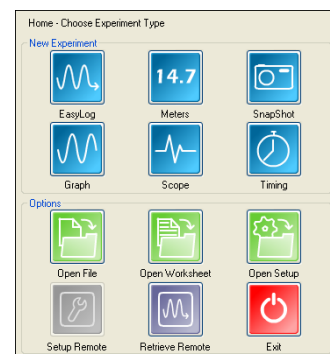 Home - Choose Experiment Type
New Experiment
14.7
EasyLog Meters SnapShot
Graph Scope Timing
Options
Open File Open Worksheet Open Setup
Setup Remote Retrieve Remote Exit